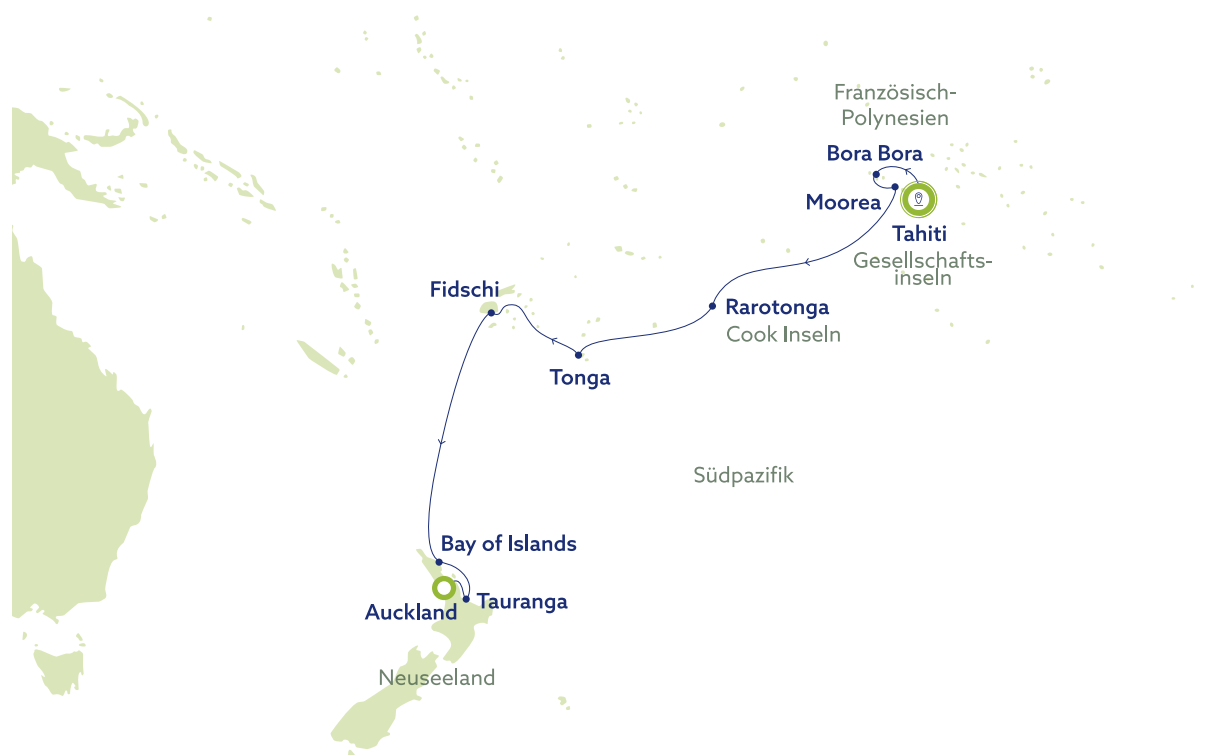 Französisch-
Polynesien
Bora Bora
Moorea
Tahiti
Gesellschafts-
inseln
Fidschi
Rarotonga
Cook Inseln
Tonga
Südpazifik
Bay of Islands
Tauranga
Auckland
Neuseeland